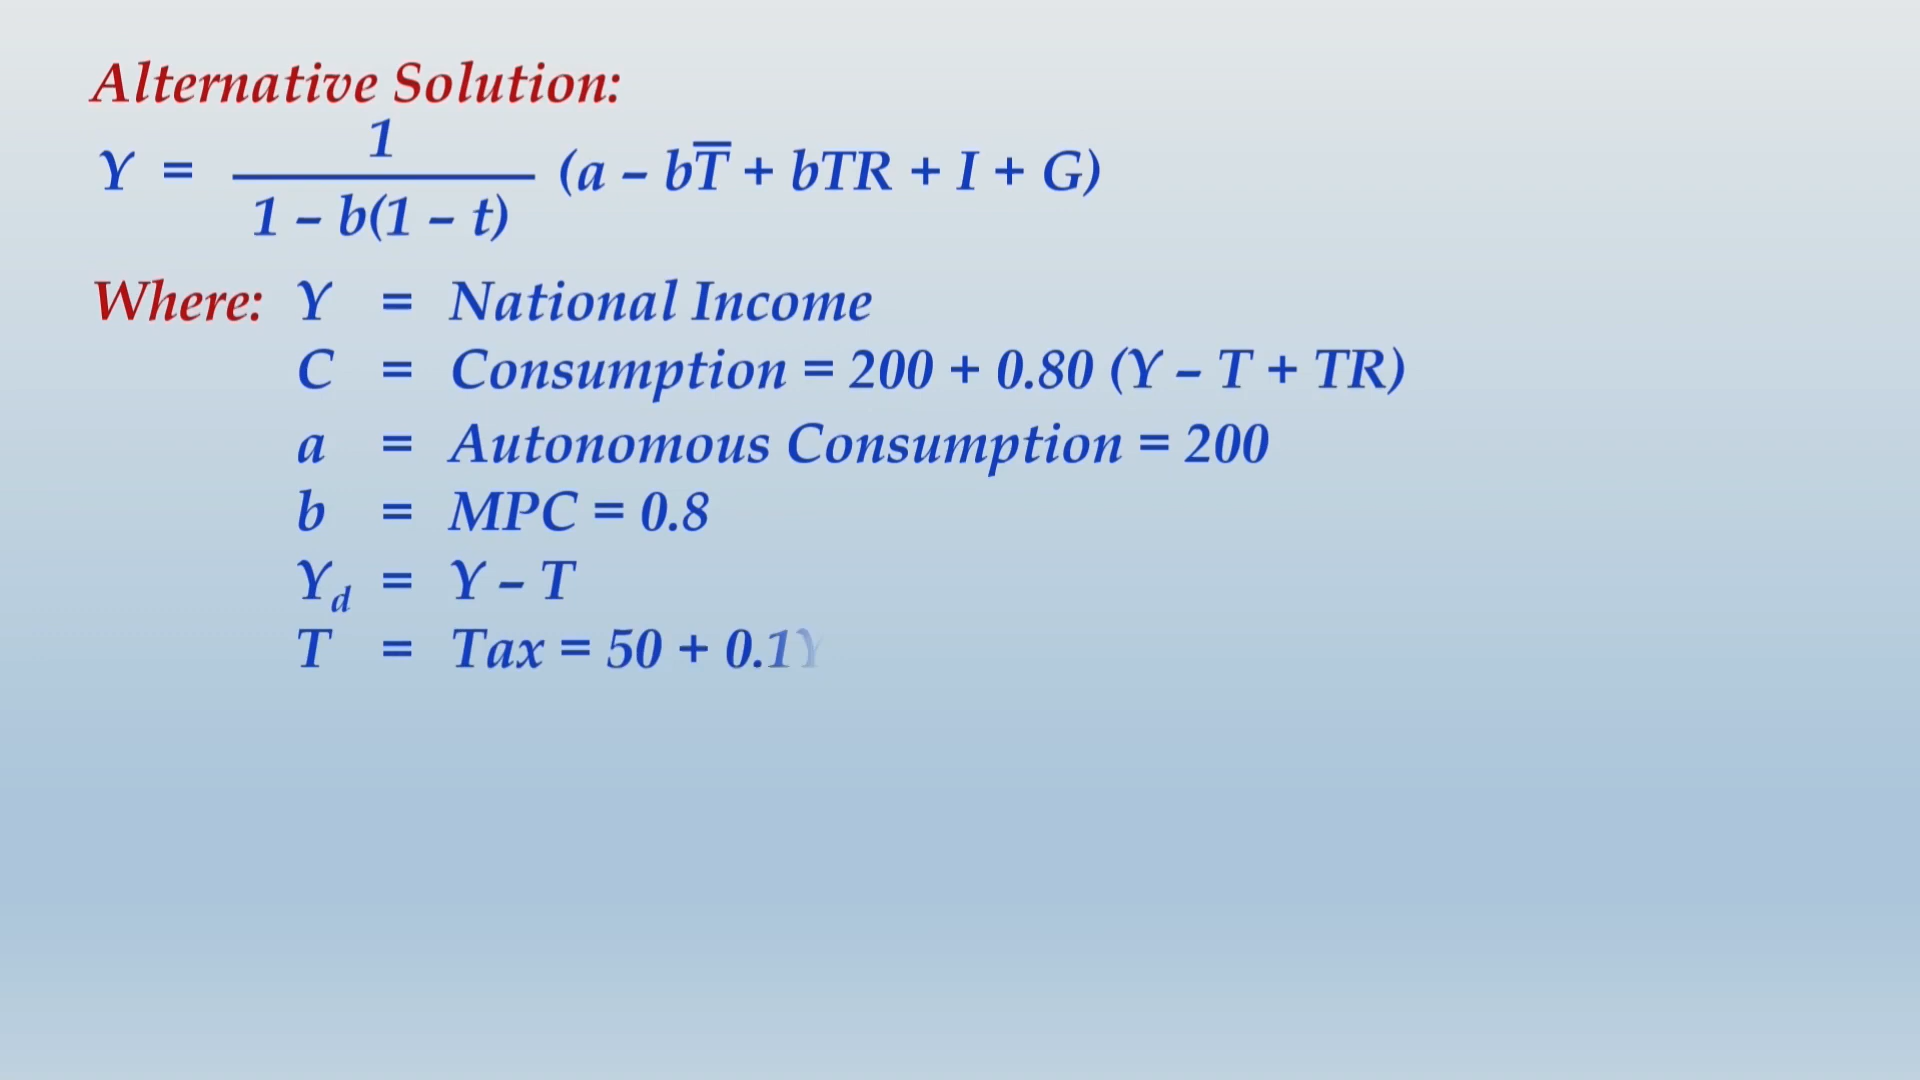 Alternative Solution:
Y = 1 / 1 – b(1 – t) (a – bT̅ + bTR + I + G)
Where: Y = National Income
C = Consumption = 200 + 0.80 (Y – T + TR)
a = Autonomous Consumption = 200
b = MPC = 0.8
Yd = Y – T
T = Tax = 50 + 0.1Y